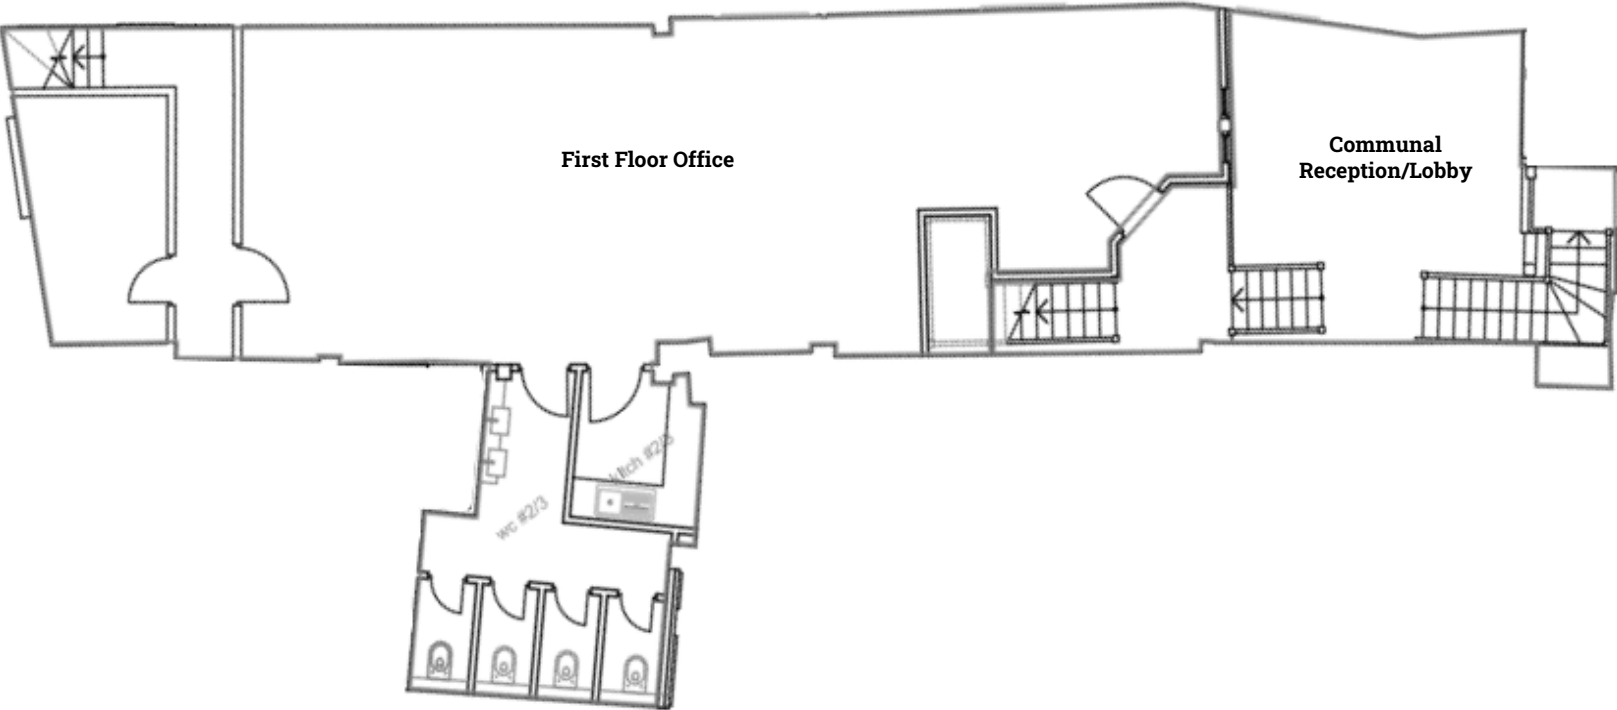 First Floor Office
Communal
Reception/Lobby
kitch #2/3
wc #2/3